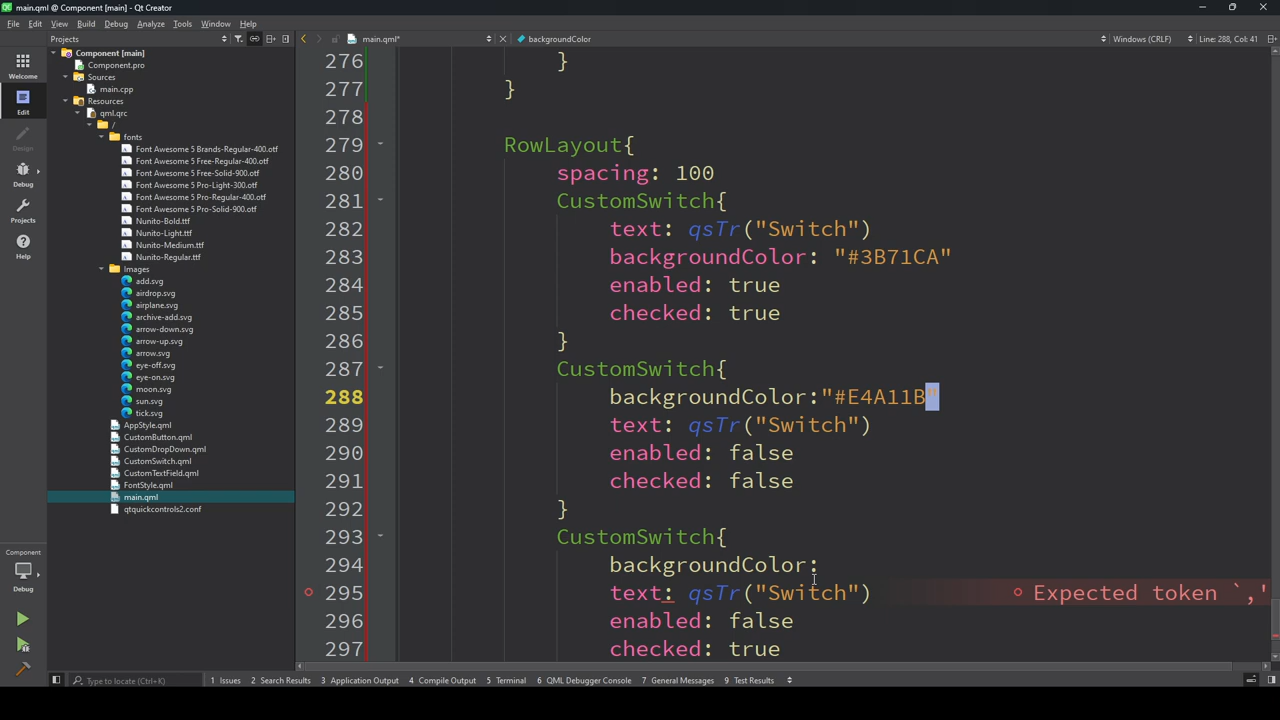 main.qml @ Component [main] - Qt Creator
File Edit View Build Debug Analyze Tools Window Help
Projects
main.qml*
backgroundColor
Windows (CRLF)
Line: 288, Col: 41
Welcome
Edit
Design
Debug
Projects
Help
Component
Debug
Component [main]
Component.pro
Sources
main.cpp
Resources
qml.qrc
/
fonts
Font Awesome 5 Brands-Regular-400.otf
Font Awesome 5 Free-Regular-400.otf
Font Awesome 5 Free-Solid-900.otf
Font Awesome 5 Pro-Light-300.otf
Font Awesome 5 Pro-Regular-400.otf
Font Awesome 5 Pro-Solid-900.otf
Nunito-Bold.ttf
Nunito-Light.ttf
Nunito-Medium.ttf
Nunito-Regular.ttf
Images
add.svg
airdrop.svg
airplane.svg
archive-add.svg
arrow-down.svg
arrow-up.svg
arrow.svg
eye-off.svg
eye-on.svg
moon.svg
sun.svg
tick.svg
AppStyle.qml
CustomButton.qml
CustomDropDown.qml
CustomSwitch.qml
CustomTextField.qml
FontStyle.qml
main.qml
qtquickcontrols2.conf
276 }
277 }
278
279 RowLayout{
280 spacing: 100
281 CustomSwitch{
282 text: qsTr("Switch")
283 backgroundColor: "#3B71CA"
284 enabled: true
285 checked: true
286 }
287 CustomSwitch{
288 backgroundColor:"#E4A11B"
289 text: qsTr("Switch")
290 enabled: false
291 checked: false
292 }
293 CustomSwitch{
294 backgroundColor:
295 text: qsTr("Switch") Expected token `,'
296 enabled: false
297 checked: true
Type to locate (Ctrl+K)
1 Issues 2 Search Results 3 Application Output 4 Compile Output 5 Terminal 6 QML Debugger Console 7 General Messages 9 Test Results